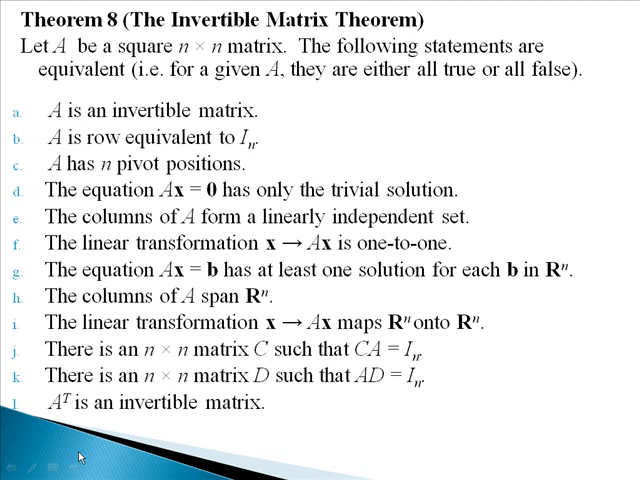 Theorem 8 (The Invertible Matrix Theorem)
Let A be a square n × n matrix. The following statements are
equivalent (i.e. for a given A, they are either all true or all false).
a. A is an invertible matrix.
b. A is row equivalent to Iₙ.
c. A has n pivot positions.
d. The equation Ax = 0 has only the trivial solution.
e. The columns of A form a linearly independent set.
f. The linear transformation x → Ax is one-to-one.
g. The equation Ax = b has at least one solution for each b in Rⁿ.
h. The columns of A span Rⁿ.
i. The linear transformation x → Ax maps Rⁿ onto Rⁿ.
j. There is an n × n matrix C such that CA = Iₙ.
k. There is an n × n matrix D such that AD = Iₙ.
l. Aᵀ is an invertible matrix.